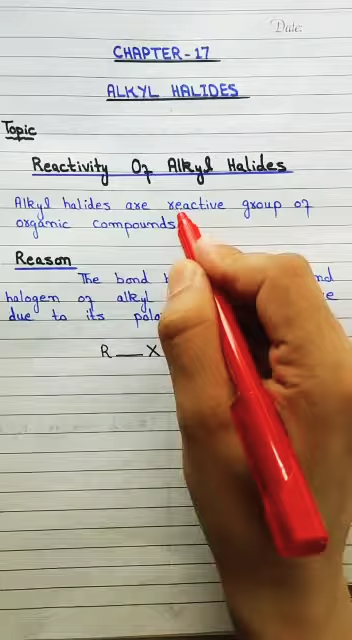 Date:
CHAPTER-17
ALKYL HALIDES
Topic
Reactivity Of Alkyl Halides
Alkyl halides are reactive group of
organic compounds
Reason
The bond
halogen of alkyl
due to its
R — X